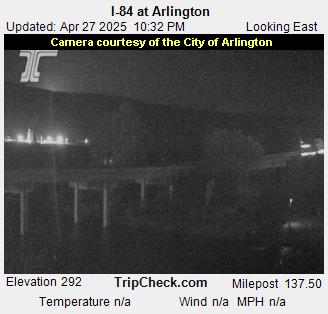 I-84 at Arlington
Updated: Apr 27 2025 10:32 PM Looking East
Camera courtesy of the City of Arlington
Elevation 292 TripCheck.com Milepost 137.50
Temperature n/a Wind n/a MPH n/a